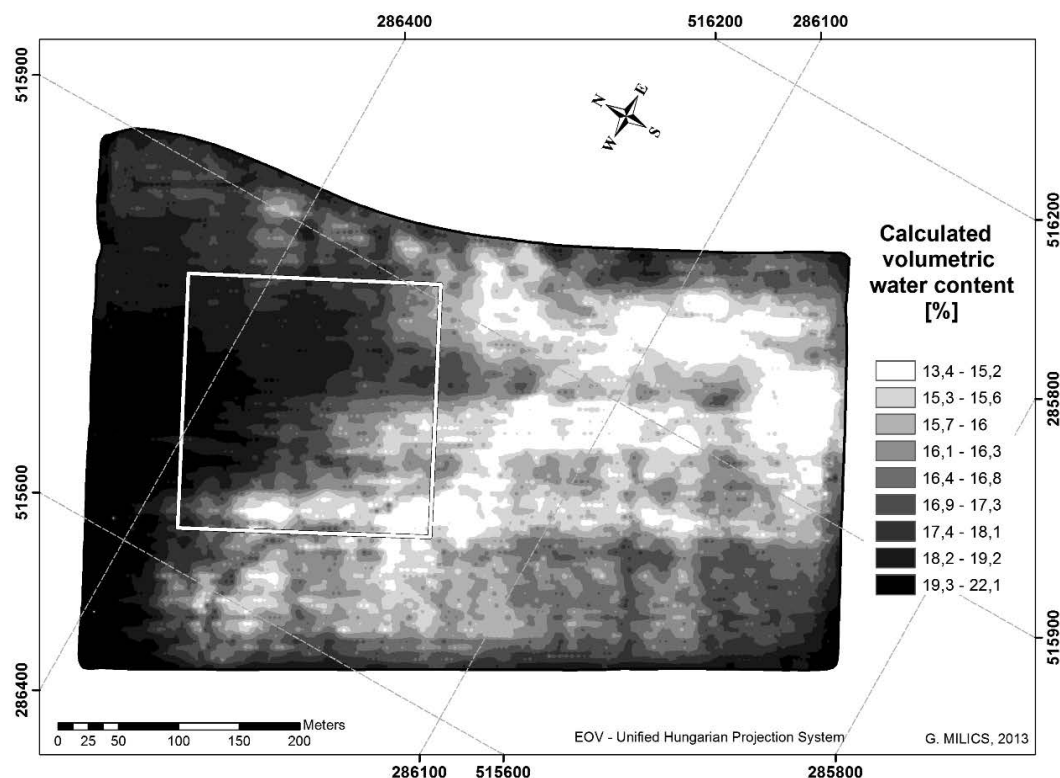 286400
516200
286100
515900
N
E
W
S
516200
Calculated
volumetric
water content
[%]
13,4 - 15,2
15,3 - 15,6
15,7 - 16
16,1 - 16,3
16,4 - 16,8
16,9 - 17,3
17,4 - 18,1
18,2 - 19,2
19,3 - 22,1
285800
515600
515900
286400
Meters
0 25 50 100 150 200
EOV - Unified Hungarian Projection System
G. MILICS, 2013
286100
515600
285800